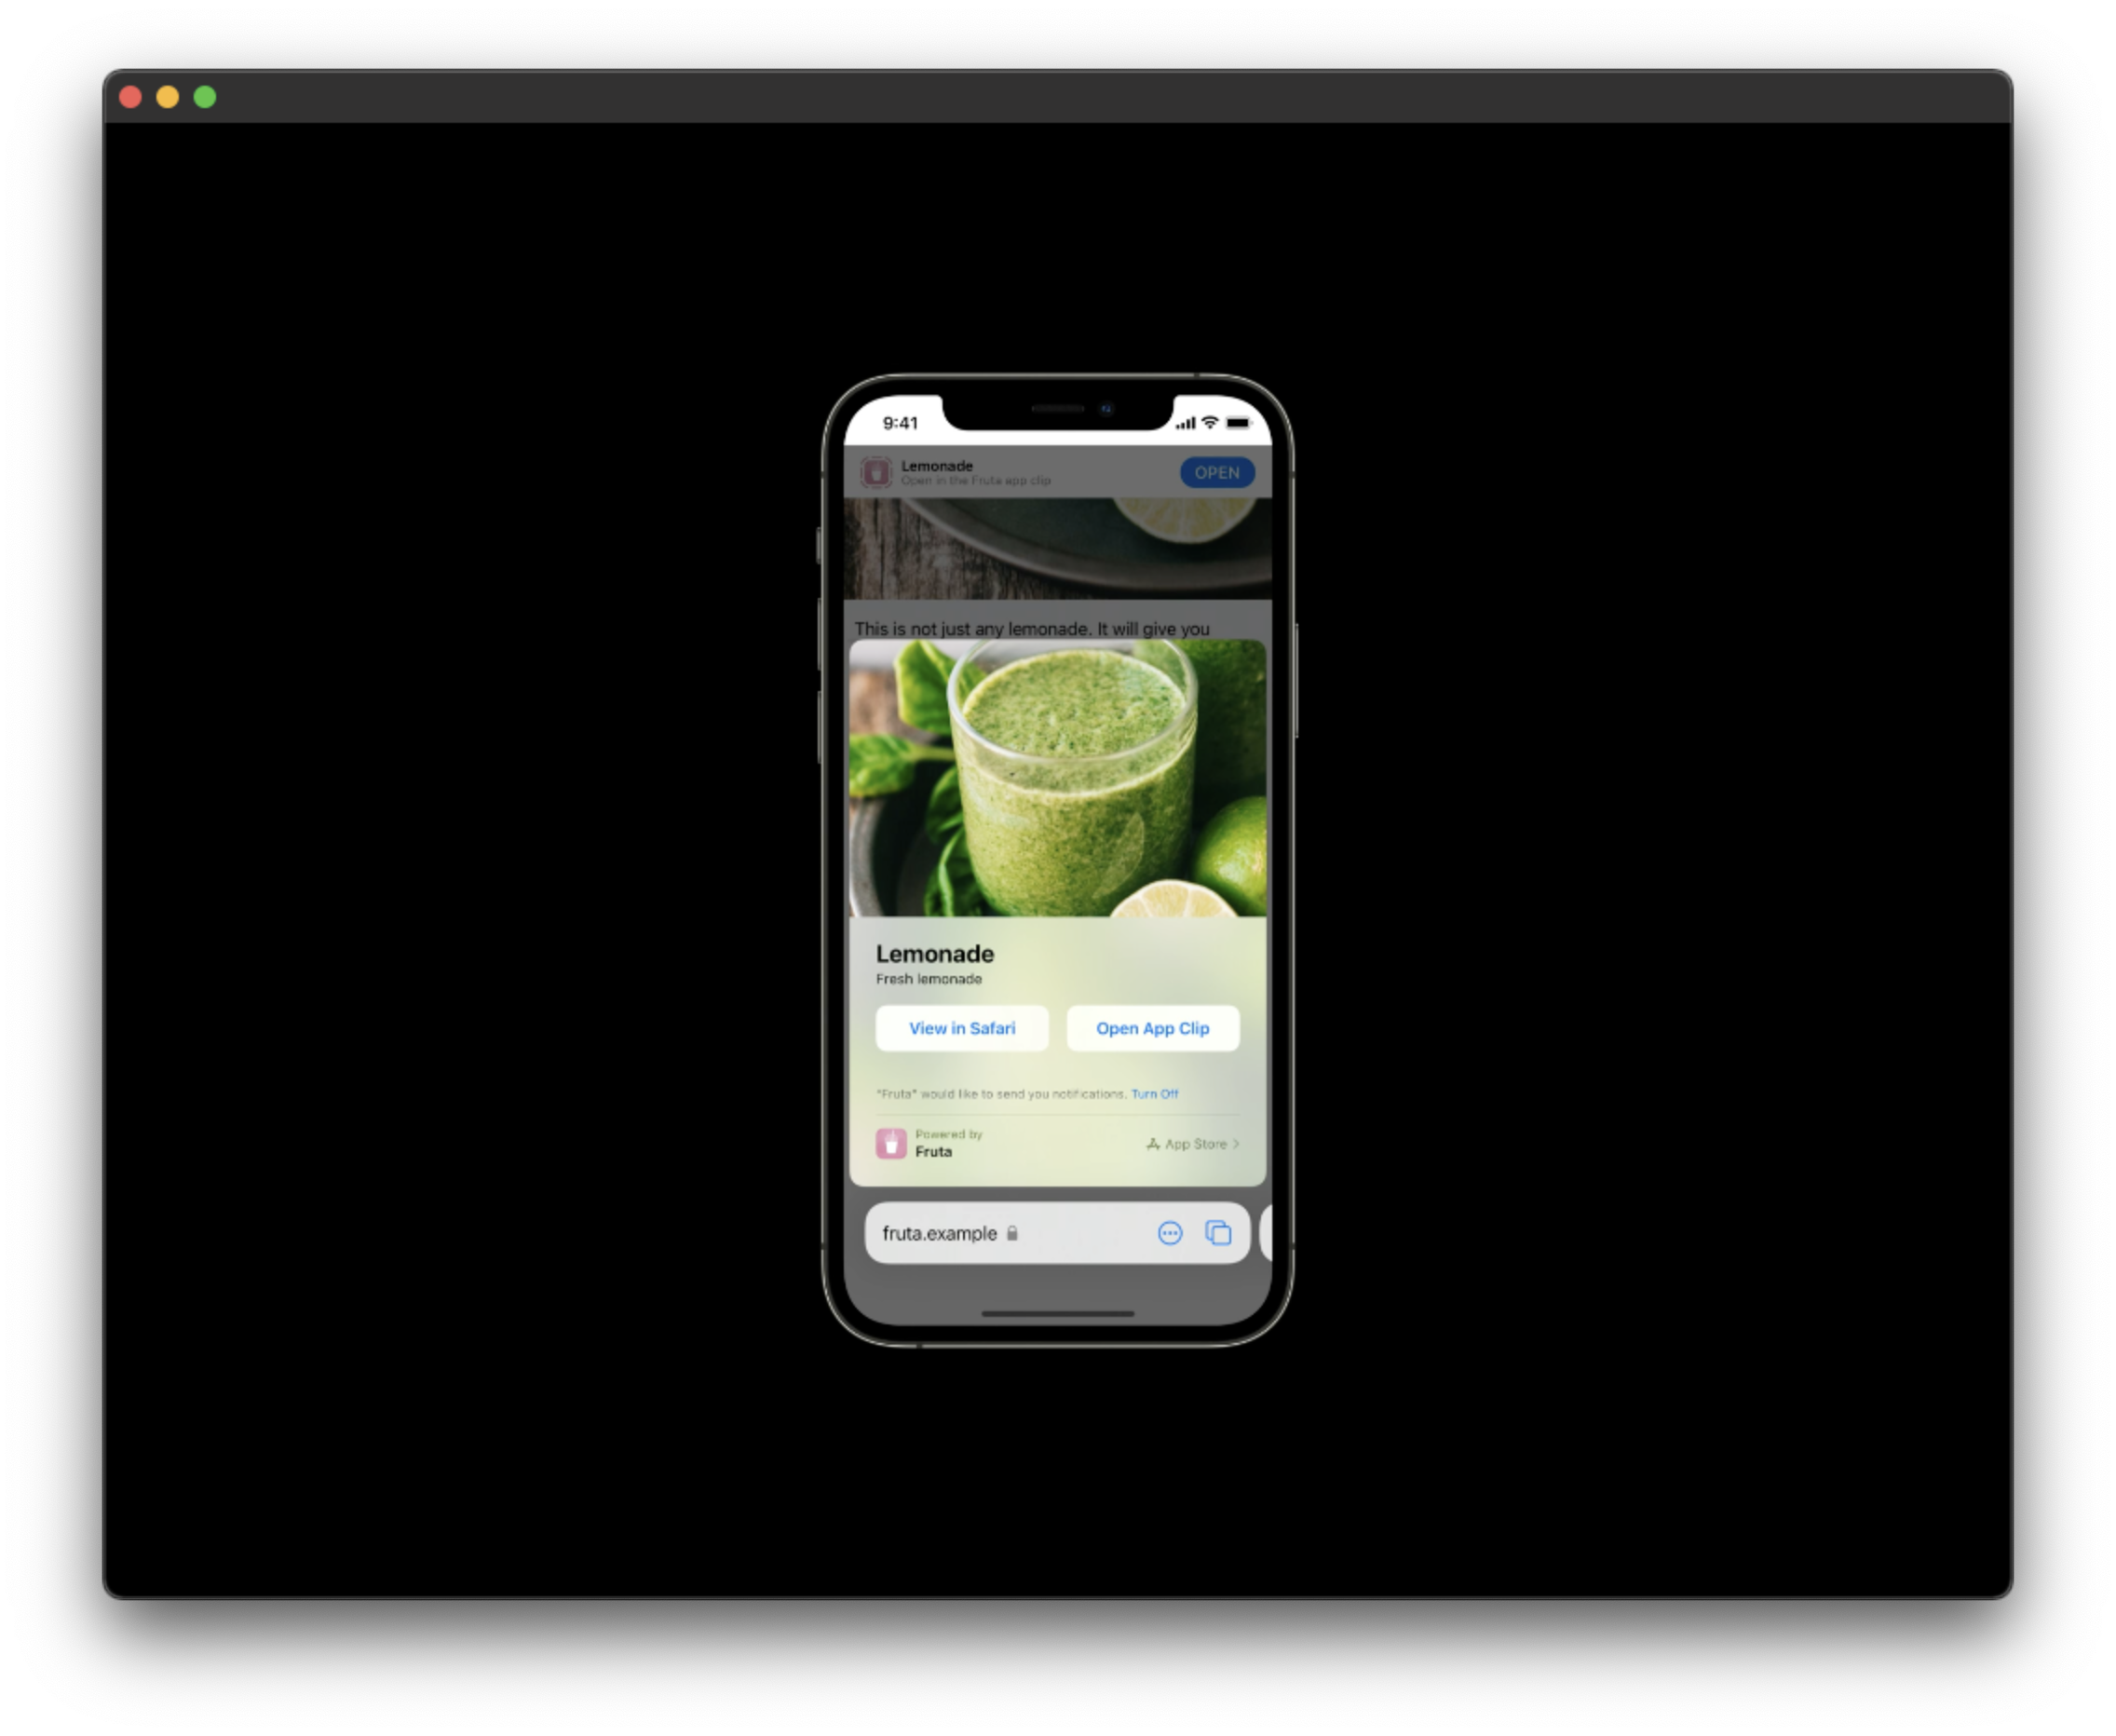 9:41
Lemonade
Open in the Fruta app clip
OPEN
This is not just any lemonade. It will give you
Lemonade
Fresh lemonade
View in Safari
Open App Clip
"Fruta" would like to send you notifications. Turn Off
Powered by
Fruta
App Store >
fruta.example